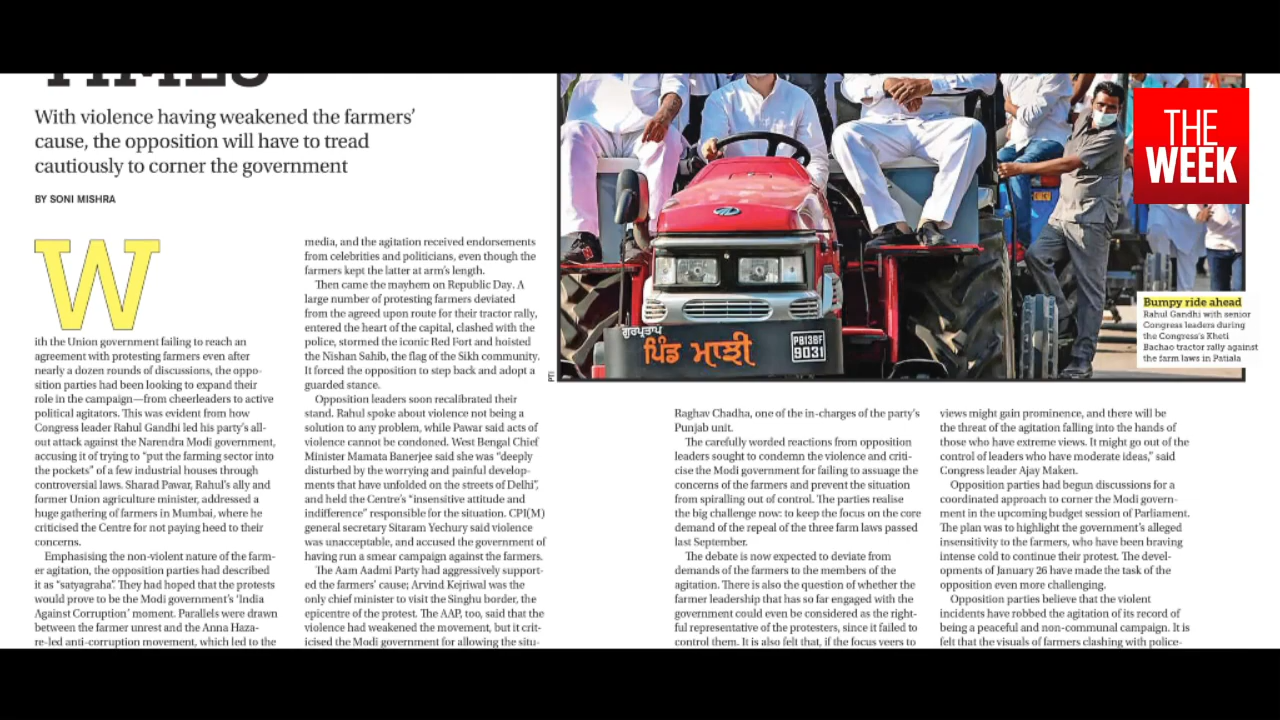 TIMES
With violence having weakened the farmers'
cause, the opposition will have to tread
cautiously to corner the government
BY SONI MISHRA
W
ith the Union government failing to reach an
agreement with protesting farmers even after
nearly a dozen rounds of discussions, the oppo-
sition parties had been looking to expand their
role in the campaign—from cheerleaders to active
political agitators. This was evident from how
Congress leader Rahul Gandhi led his party's all-
out attack against the Narendra Modi government,
accusing it of trying to "put the farming sector into
the pockets" of a few industrial houses through
controversial laws. Sharad Pawar, Rahul's ally and
former Union agriculture minister, addressed a
huge gathering of farmers in Mumbai, where he
criticised the Centre for not paying heed to their
concerns.
Emphasising the non-violent nature of the farm-
er agitation, the opposition parties had described
it as "satyagraha". They had hoped that the protests
would prove to be the Modi government's 'India
Against Corruption' moment. Parallels were drawn
between the farmer unrest and the Anna Haza-
re-led anti-corruption movement, which led to the
media, and the agitation received endorsements
from celebrities and politicians, even though the
farmers kept the latter at arm's length.
Then came the mayhem on Republic Day. A
large number of protesting farmers deviated
from the agreed upon route for their tractor rally,
entered the heart of the capital, clashed with the
police, stormed the iconic Red Fort and hoisted
the Nishan Sahib, the flag of the Sikh community.
It forced the opposition to step back and adopt a
guarded stance.
Opposition leaders soon recalibrated their
stand. Rahul spoke about violence not being a
solution to any problem, while Pawar said acts of
violence cannot be condoned. West Bengal Chief
Minister Mamata Banerjee said she was "deeply
disturbed by the worrying and painful develop-
ments that have unfolded on the streets of Delhi",
and held the Centre's "insensitive attitude and
indifference" responsible for the situation. CPI(M)
general secretary Sitaram Yechury said violence
was unacceptable, and accused the government of
having run a smear campaign against the farmers.
The Aam Aadmi Party had aggressively support-
ed the farmers' cause; Arvind Kejriwal was the
only chief minister to visit the Singhu border, the
epicentre of the protest. The AAP, too, said that the
violence had weakened the movement, but it crit-
icised the Modi government for allowing the situ-
THE
WEEK
ਗੁਰਪ੍ਰਤਾਪ
ਪਿੰਡ ਮਾੜੀ
PB13BF
9031
PTI
Bumpy ride ahead
Rahul Gandhi with senior
Congress leaders during
the Congress's Kheti
Bachao tractor rally against
the farm laws in Patiala
Raghav Chadha, one of the in-charges of the party's
Punjab unit.
The carefully worded reactions from opposition
leaders sought to condemn the violence and criti-
cise the Modi government for failing to assuage the
concerns of the farmers and prevent the situation
from spiralling out of control. The parties realise
the big challenge now: to keep the focus on the core
demand of the repeal of the three farm laws passed
last September.
The debate is now expected to deviate from
demands of the farmers to the members of the
agitation. There is also the question of whether the
farmer leadership that has so far engaged with the
government could even be considered as the right-
ful representative of the protesters, since it failed to
control them. It is also felt that, if the focus veers to
views might gain prominence, and there will be
the threat of the agitation falling into the hands of
those who have extreme views. It might go out of the
control of leaders who have moderate ideas," said
Congress leader Ajay Maken.
Opposition parties had begun discussions for a
coordinated approach to corner the Modi govern-
ment in the upcoming budget session of Parliament.
The plan was to highlight the government's alleged
insensitivity to the farmers, who have been braving
intense cold to continue their protest. The devel-
opments of January 26 have made the task of the
opposition even more challenging.
Opposition parties believe that the violent
incidents have robbed the agitation of its record of
being a peaceful and non-communal campaign. It is
felt that the visuals of farmers clashing with police-